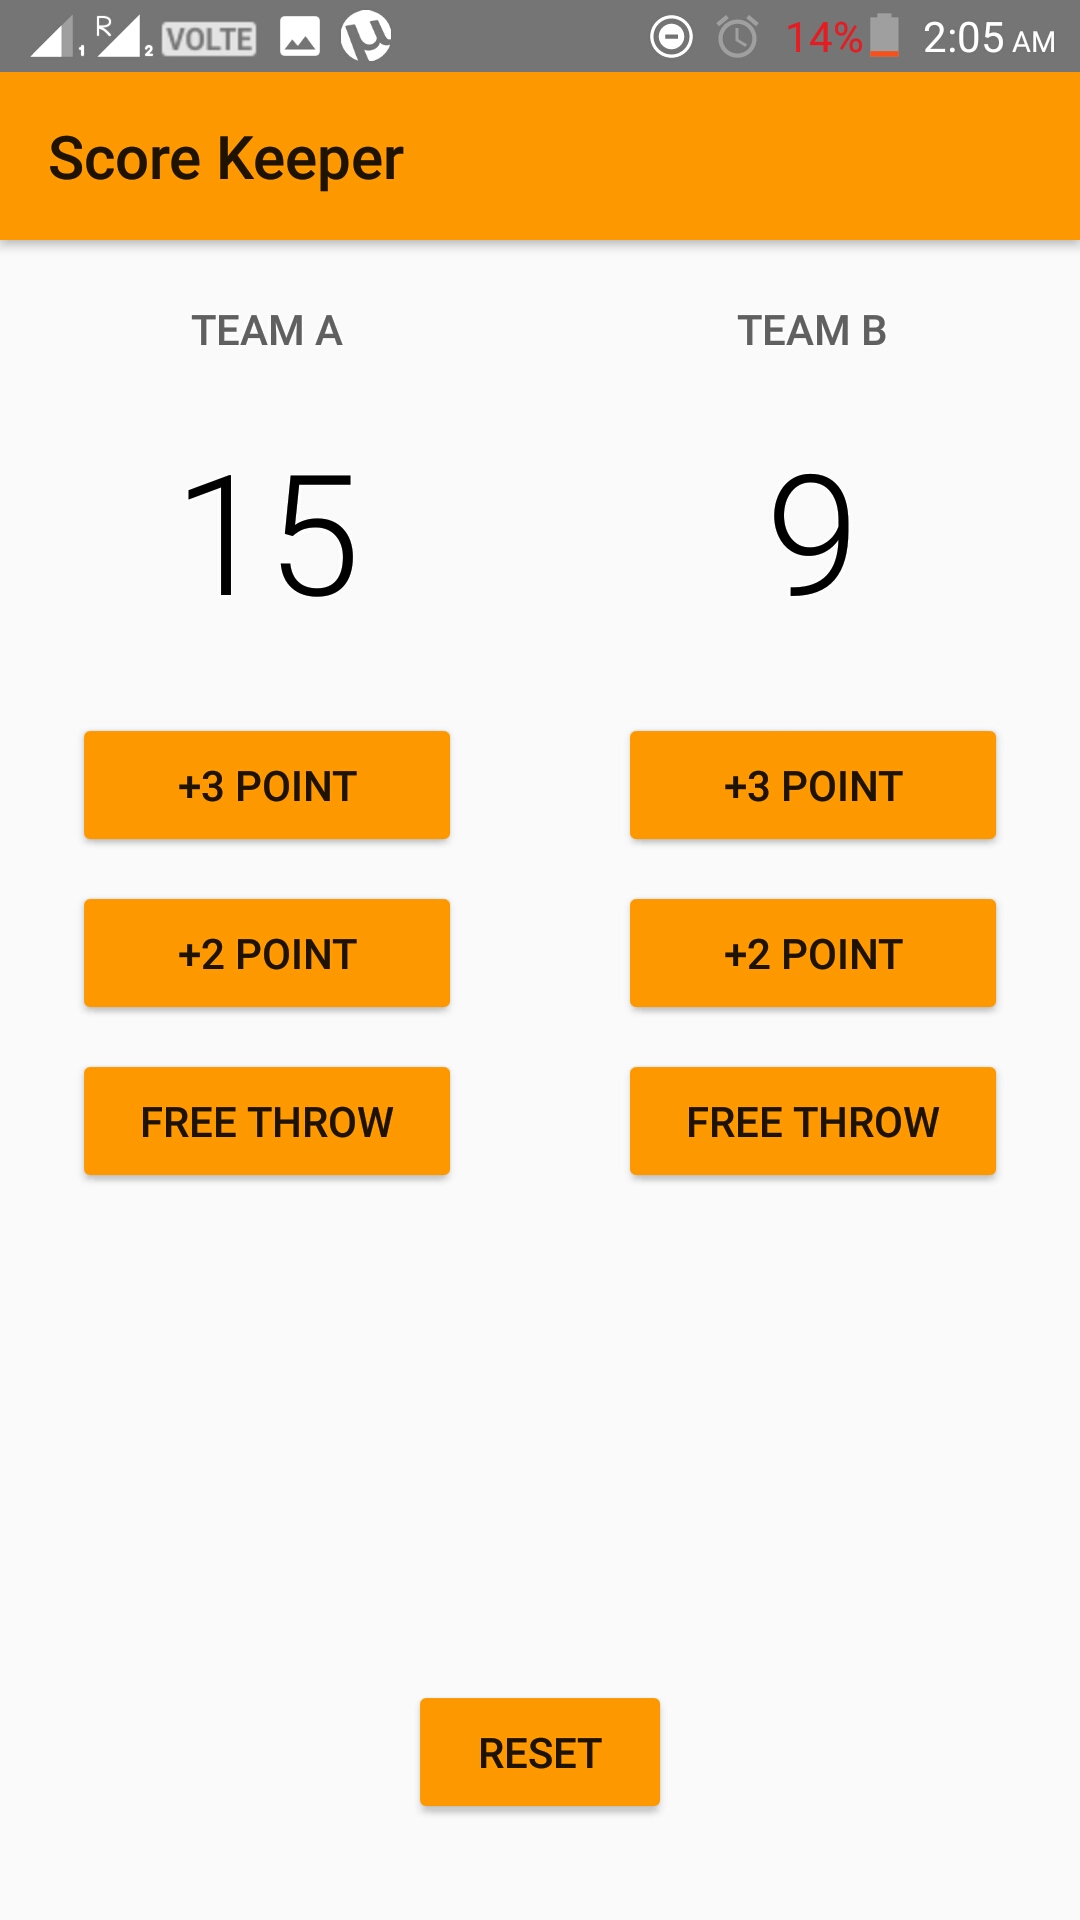 1 R 2 VOLTE 14% 2:05 AM
Score Keeper
TEAM A TEAM B
15 9
+3 POINT +3 POINT
+2 POINT +2 POINT
FREE THROW FREE THROW
RESET